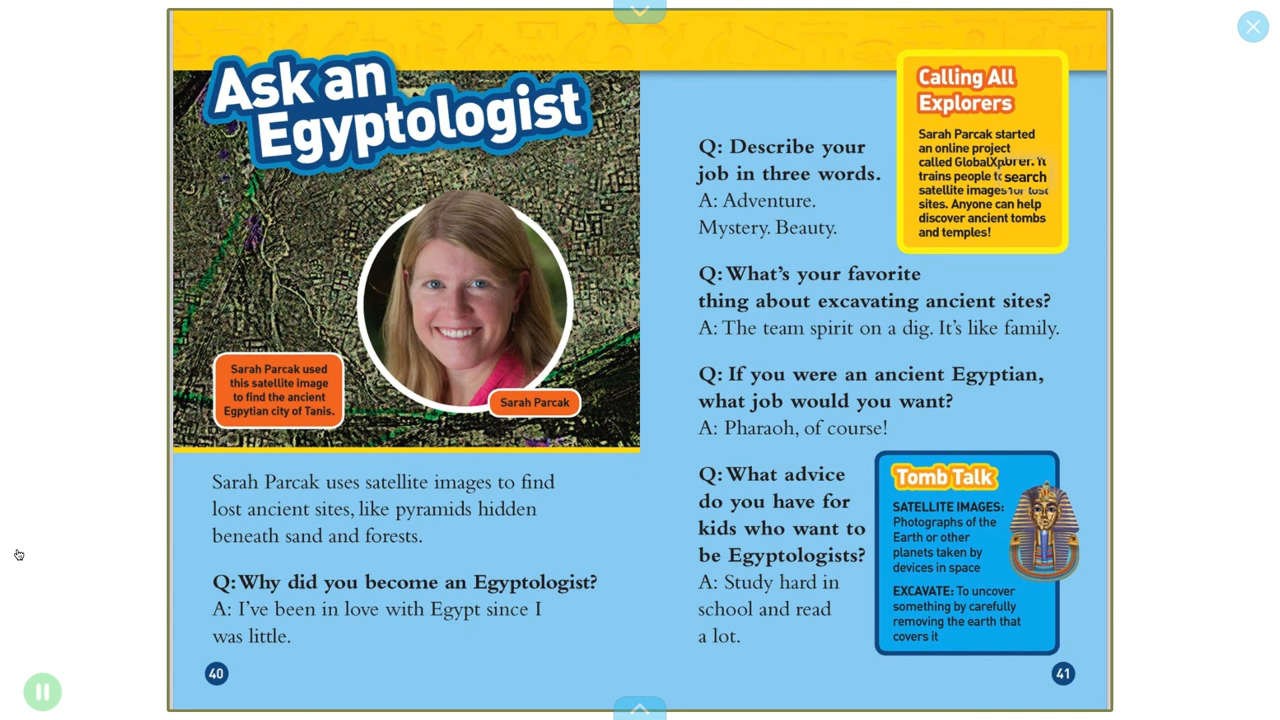 Ask an
Egyptologist
Sarah Parcak used
this satellite image
to find the ancient
Egpytian city of Tanis.
Sarah Parcak
Sarah Parcak uses satellite images to find
lost ancient sites, like pyramids hidden
beneath sand and forests.
Q: Why did you become an Egyptologist?
A: I've been in love with Egypt since I
was little.
40
Q: Describe your
job in three words.
A: Adventure.
Mystery. Beauty.
Calling All
Explorers
Sarah Parcak started
an online project
called GlobalXplorer. It
trains people to search
satellite images for lost
sites. Anyone can help
discover ancient tombs
and temples!
Q: What's your favorite
thing about excavating ancient sites?
A: The team spirit on a dig. It's like family.
Q: If you were an ancient Egyptian,
what job would you want?
A: Pharaoh, of course!
Q: What advice
do you have for
kids who want to
be Egyptologists?
A: Study hard in
school and read
a lot.
Tomb Talk
SATELLITE IMAGES:
Photographs of the
Earth or other
planets taken by
devices in space
EXCAVATE: To uncover
something by carefully
removing the earth that
covers it
41